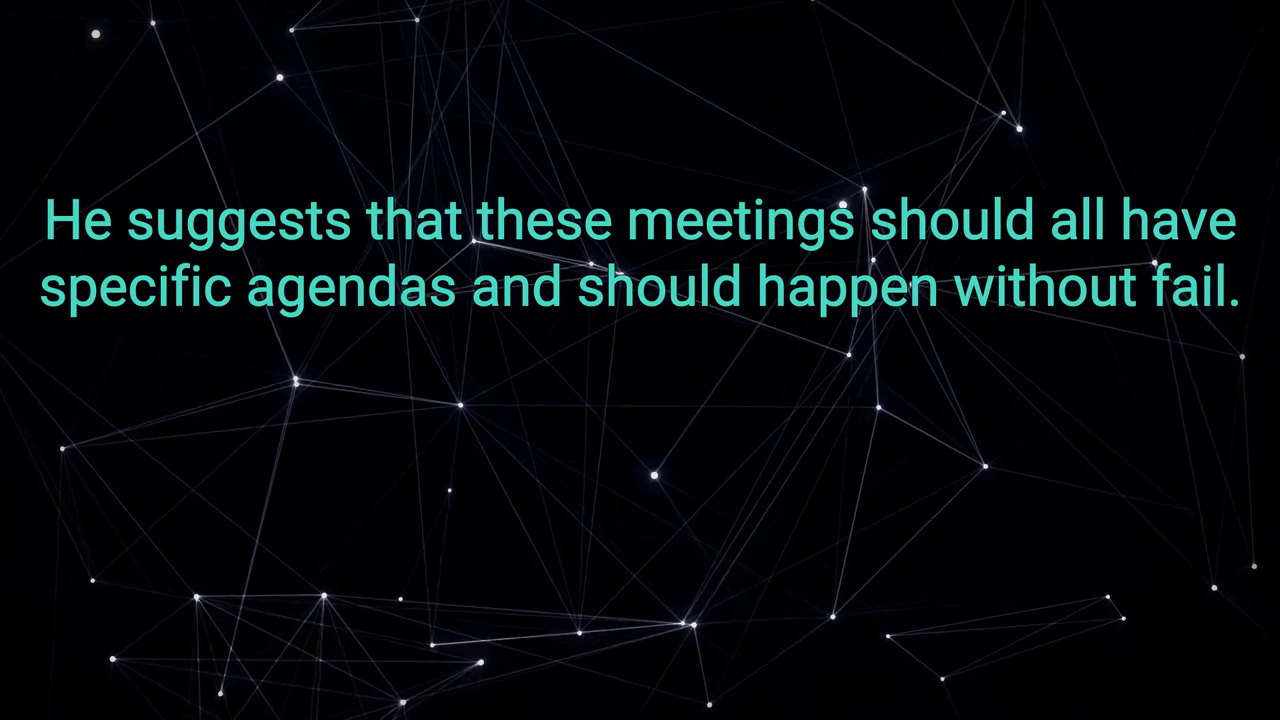 He suggests that these meetings should all have
specific agendas and should happen without fail.